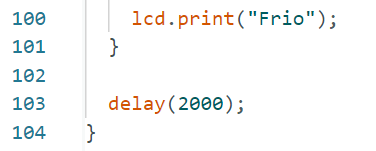 100 lcd.print("Frio");
101 }
102
103 delay(2000);
104 }